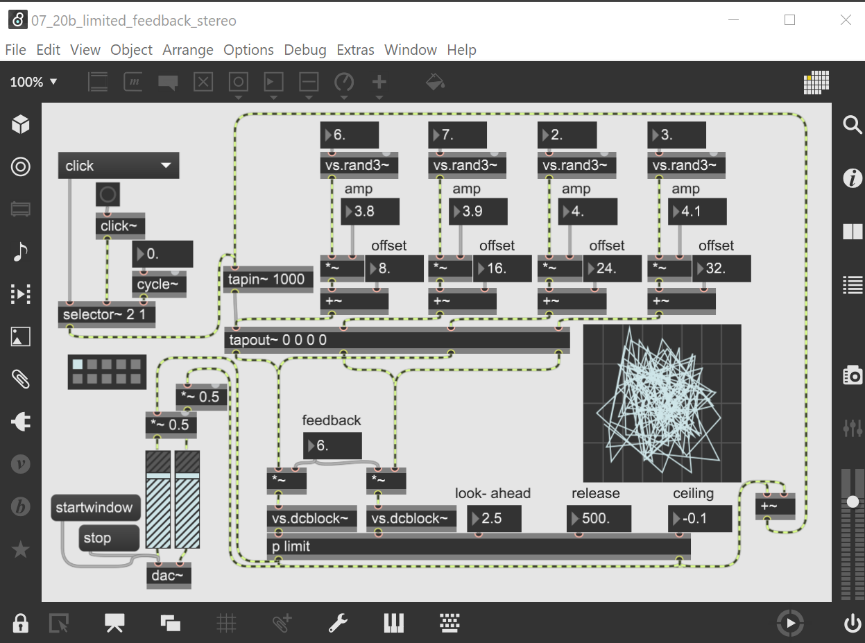 07_20b_limited_feedback_stereo
File Edit View Object Arrange Options Debug Extras Window Help
100%
6. 7. 2. 3.
click
vs.rand3~ vs.rand3~ vs.rand3~ vs.rand3~
amp amp amp amp
3.8 3.9 4. 4.1
click~
offset offset offset offset
0.
*~ 8. *~ 16. *~ 24. *~ 32.
tapin~ 1000
cycle~
+~ +~ +~ +~
selector~ 2 1
tapout~ 0 0 0 0
*~ 0.5
*~ 0.5
feedback
6.
*~ *~
look- ahead release ceiling
startwindow
vs.dcblock~ vs.dcblock~ 2.5 500. -0.1
+~
stop
p limit
dac~